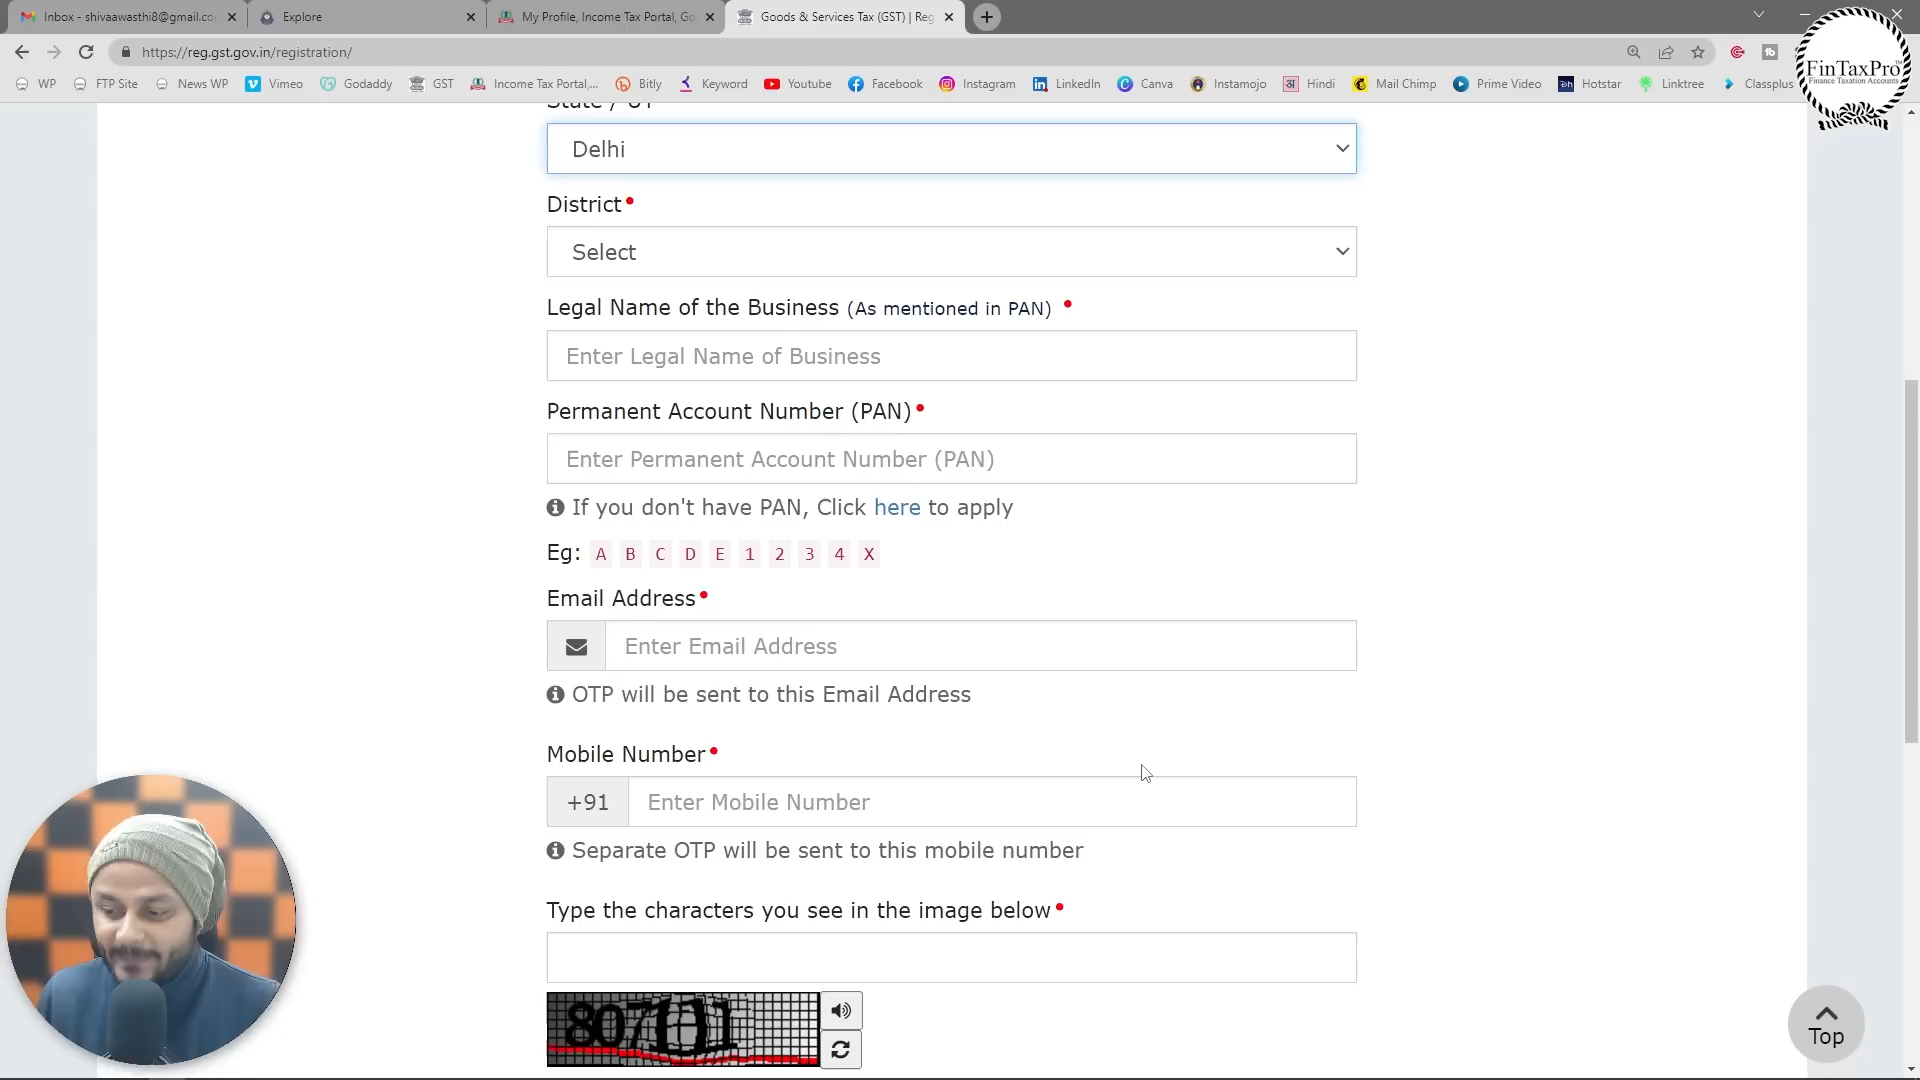 Inbox - shivaawasthi8@gmail.co
Explore
My Profile, Income Tax Portal, Go
Goods & Services Tax (GST) | Reg
https://reg.gst.gov.in/registration/
WP
FTP Site
News WP
Vimeo
Godaddy
GST
Income Tax Portal,...
Bitly
Keyword
Youtube
Facebook
Instagram
LinkedIn
Canva
Instamojo
Hindi
Mail Chimp
Prime Video
Hotstar
Linktree
Classplus
FinTaxPro
Finance Taxation Accounts
State / UT
Delhi
District•
Select
Legal Name of the Business (As mentioned in PAN) •
Enter Legal Name of Business
Permanent Account Number (PAN)•
Enter Permanent Account Number (PAN)
If you don't have PAN, Click here to apply
Eg: A B C D E 1 2 3 4 X
Email Address•
Enter Email Address
OTP will be sent to this Email Address
Mobile Number•
+91 Enter Mobile Number
Separate OTP will be sent to this mobile number
Type the characters you see in the image below•
Top